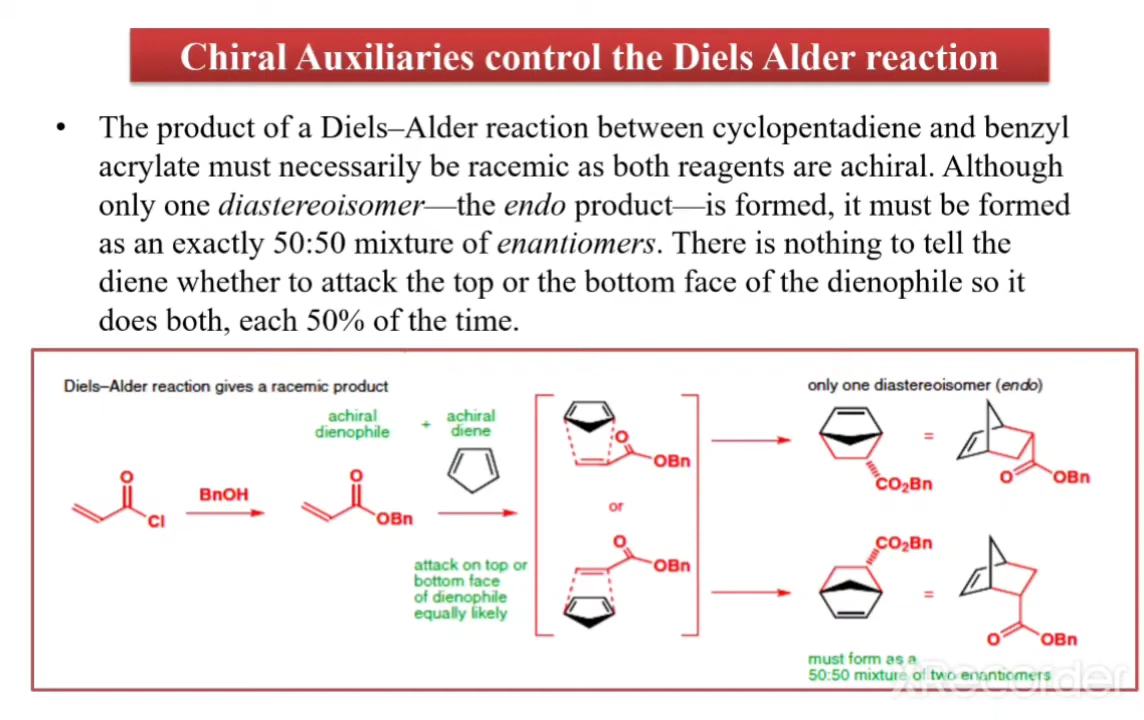 Chiral Auxiliaries control the Diels Alder reaction
• The product of a Diels–Alder reaction between cyclopentadiene and benzyl
acrylate must necessarily be racemic as both reagents are achiral. Although
only one diastereoisomer—the endo product—is formed, it must be formed
as an exactly 50:50 mixture of enantiomers. There is nothing to tell the
diene whether to attack the top or the bottom face of the dienophile so it
does both, each 50% of the time.
Diels–Alder reaction gives a racemic product
only one diastereoisomer (endo)
achiral
dienophile
+
achiral
diene
O
Cl
BnOH
O
OBn
attack on top or
bottom face
of dienophile
equally likely
O
OBn
or
O
OBn
CO2Bn
=
O
OBn
CO2Bn
=
O
OBn
must form as a
50:50 mixture of two enantiomers
XRecorder